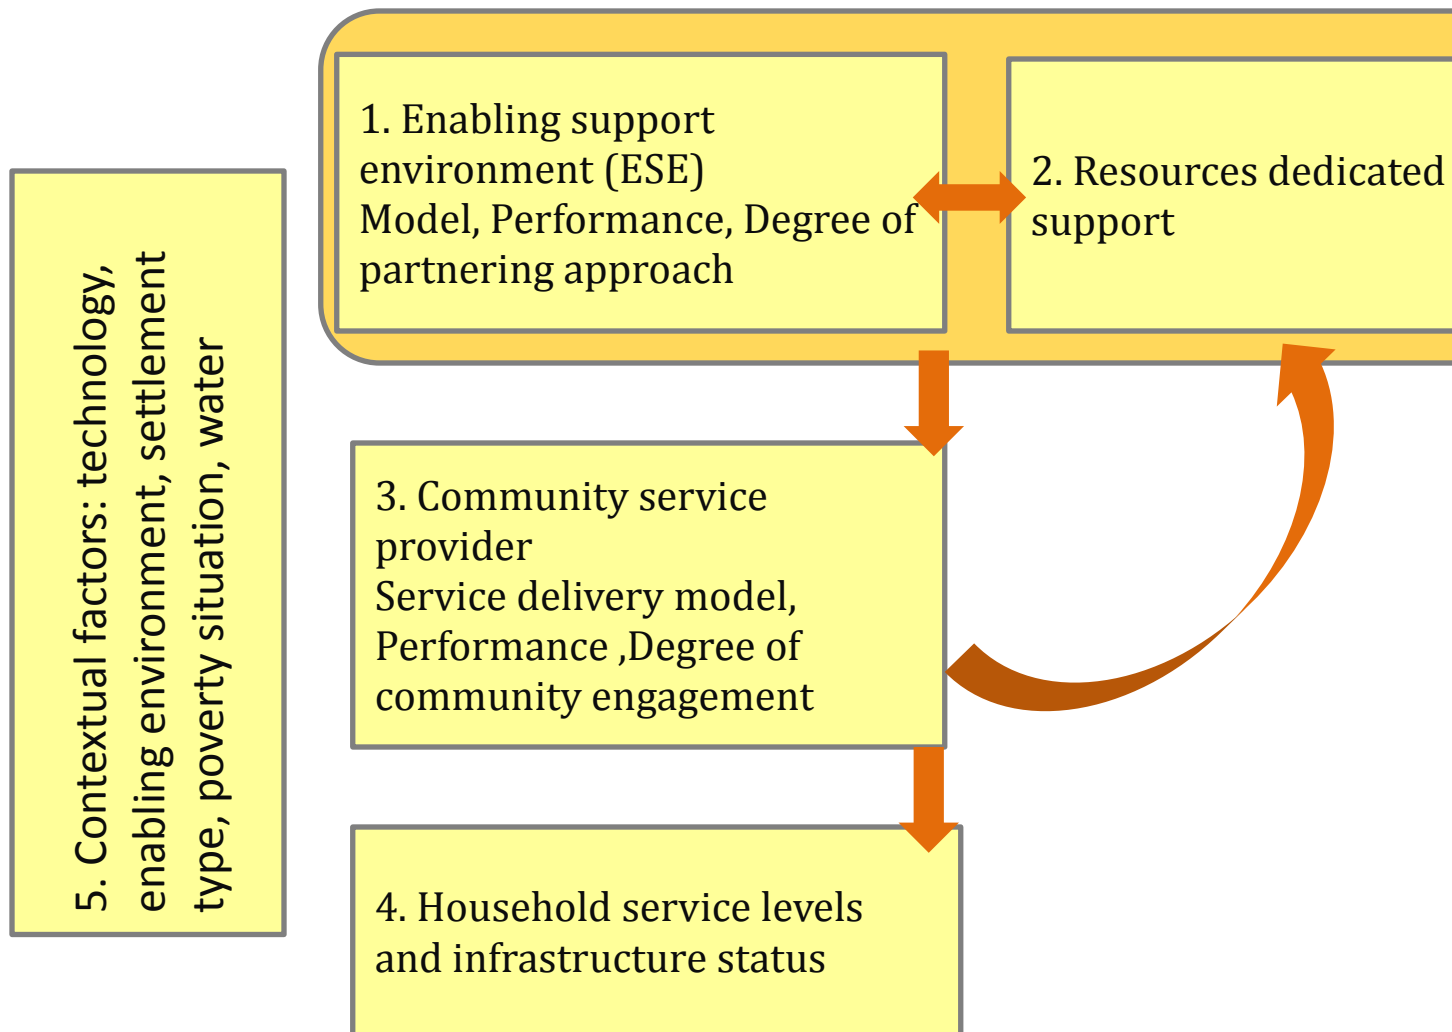 1. Enabling support
environment (ESE)
Model, Performance, Degree of
partnering approach
2. Resources dedicated
support
3. Community service
provider
Service delivery model,
Performance ,Degree of
community engagement
4. Household service levels
and infrastructure status
5. Contextual factors: technology,
enabling environment, settlement
type, poverty situation, water